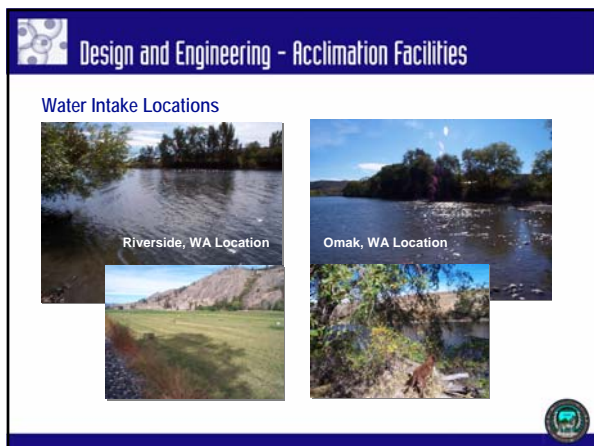 Design and Engineering - Acclimation Facilities
Water Intake Locations
Riverside, WA Location
Omak, WA Location